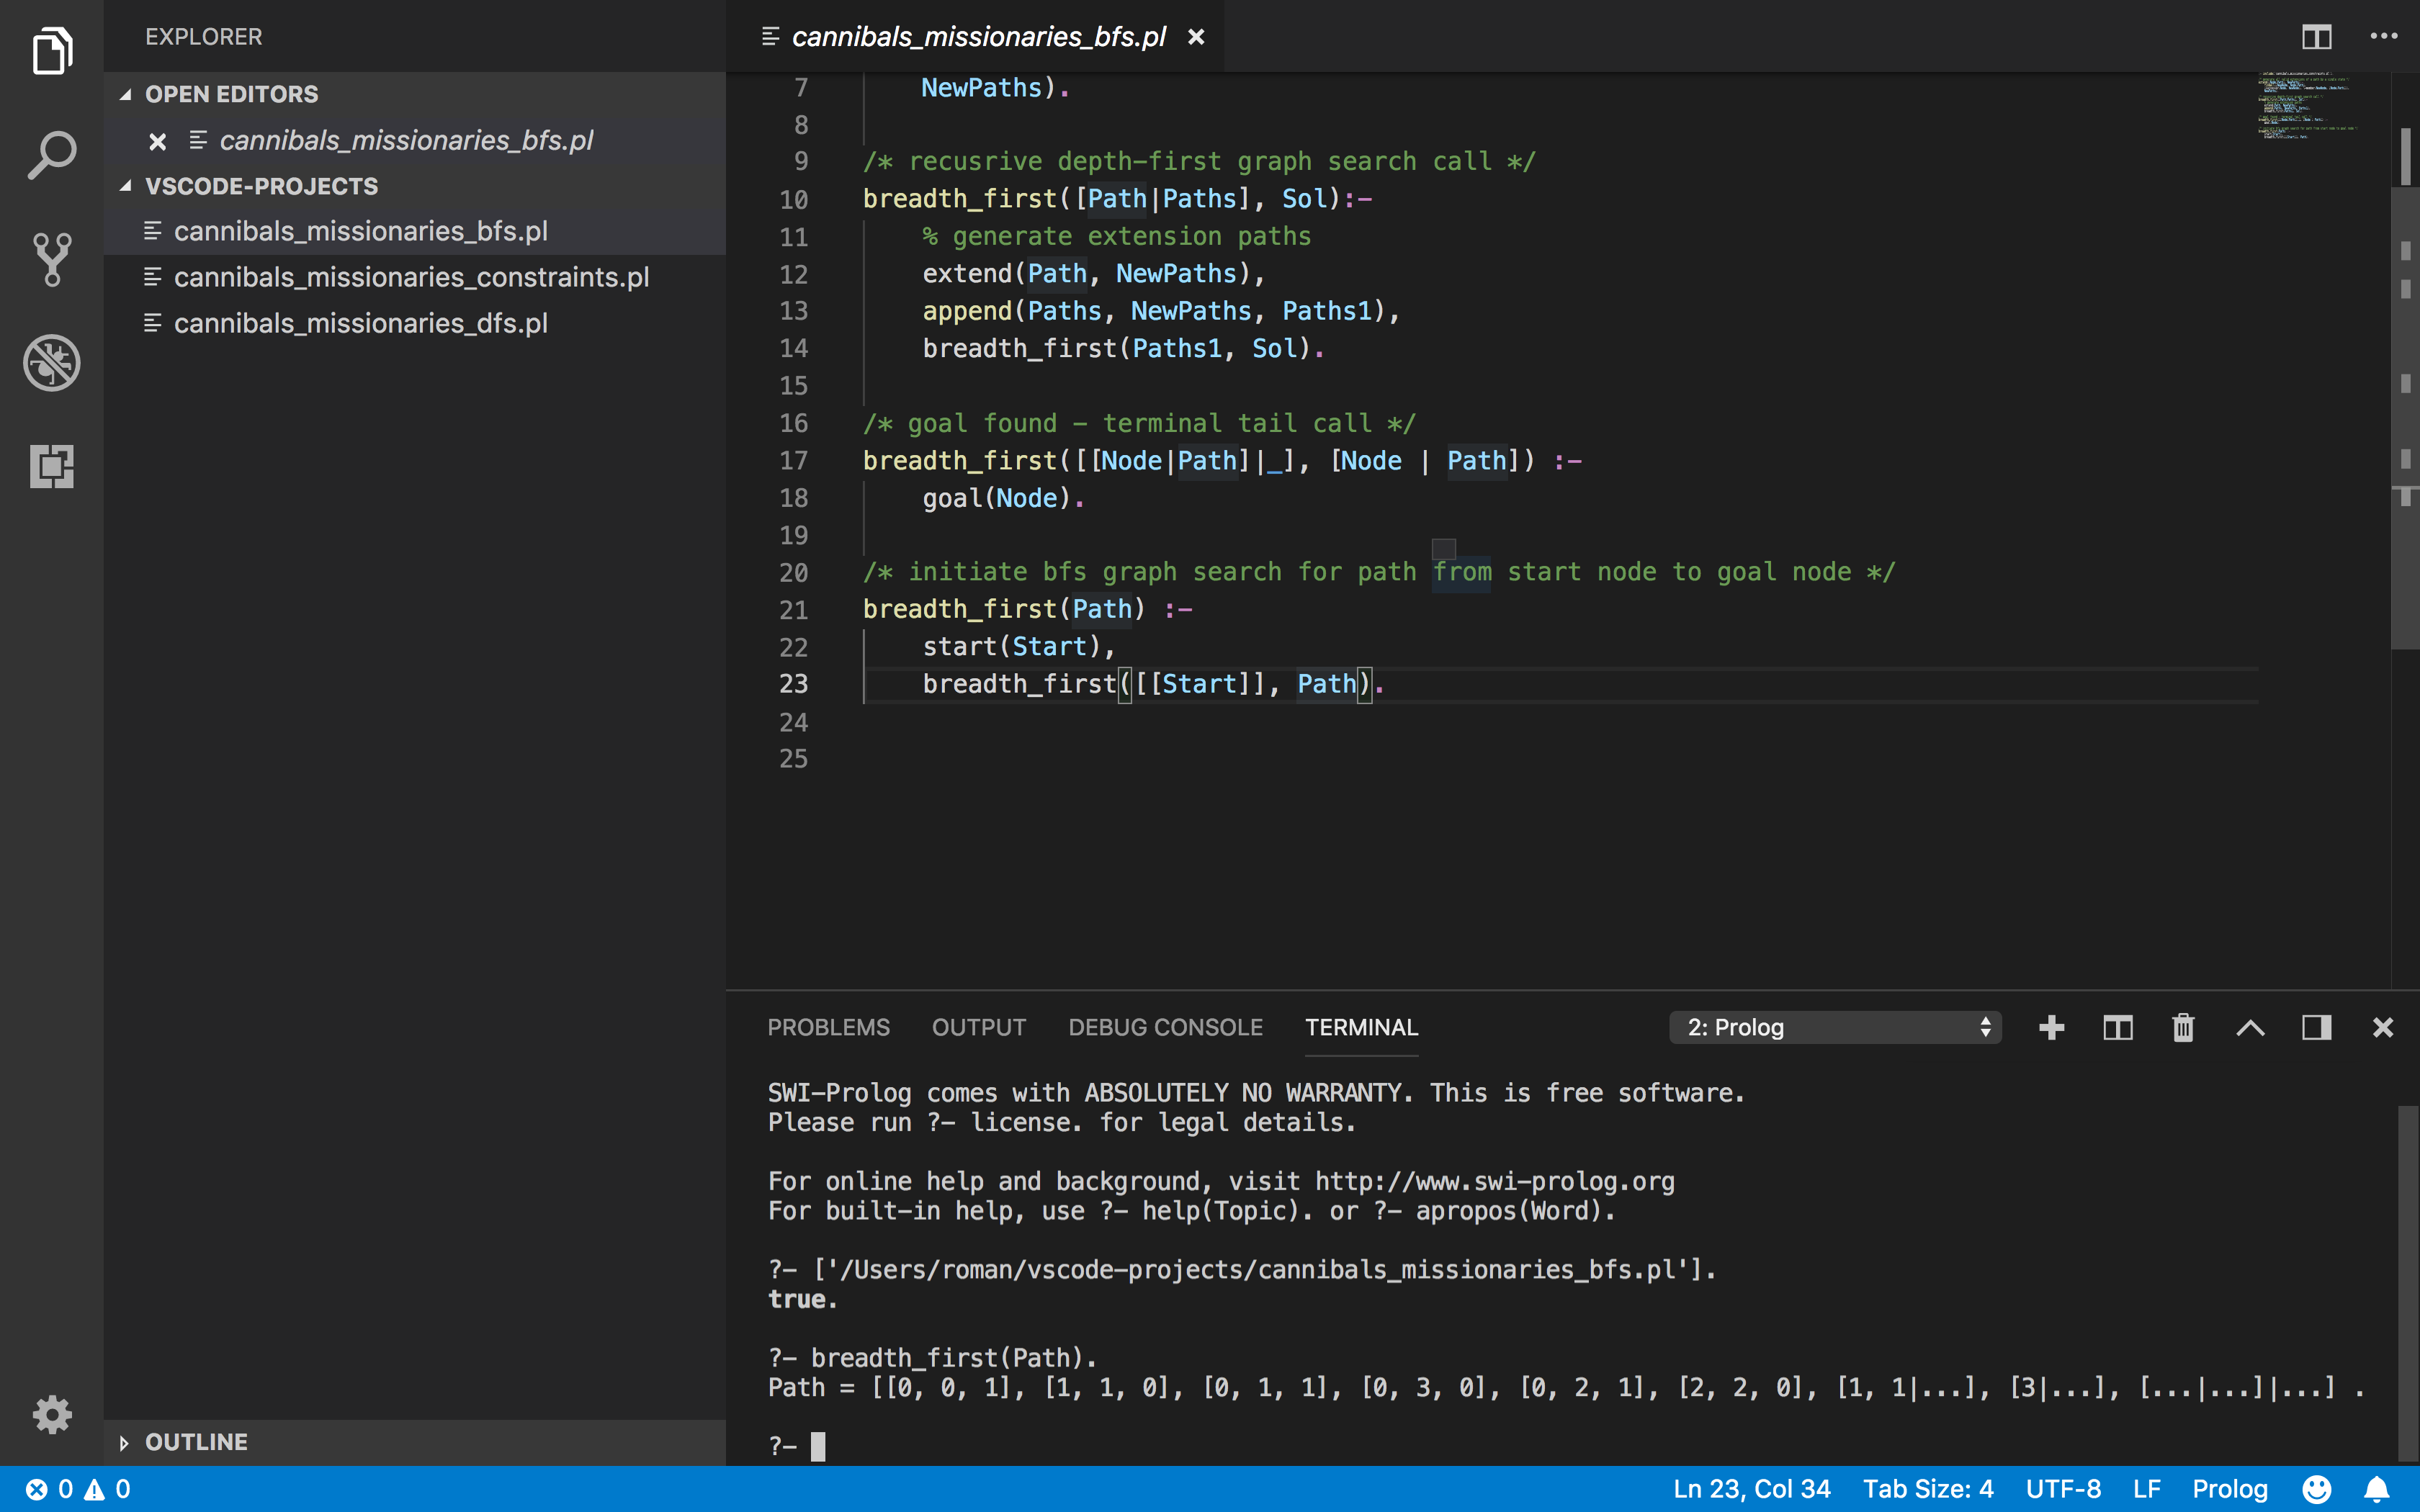 EXPLORER
OPEN EDITORS
cannibals_missionaries_bfs.pl
VSCODE-PROJECTS
cannibals_missionaries_bfs.pl
cannibals_missionaries_constraints.pl
cannibals_missionaries_dfs.pl
OUTLINE
cannibals_missionaries_bfs.pl
7 NewPaths).
8
9 /* recusrive depth-first graph search call */
10 breadth_first([Path|Paths], Sol):-
11 % generate extension paths
12 extend(Path, NewPaths),
13 append(Paths, NewPaths, Paths1),
14 breadth_first(Paths1, Sol).
15
16 /* goal found - terminal tail call */
17 breadth_first([[Node|Path]|_], [Node | Path]) :-
18 goal(Node).
19
20 /* initiate bfs graph search for path from start node to goal node */
21 breadth_first(Path) :-
22 start(Start),
23 breadth_first([[Start]], Path).
24
25
PROBLEMS OUTPUT DEBUG CONSOLE TERMINAL 2: Prolog
SWI-Prolog comes with ABSOLUTELY NO WARRANTY. This is free software.
Please run ?- license. for legal details.
For online help and background, visit http://www.swi-prolog.org
For built-in help, use ?- help(Topic). or ?- apropos(Word).
?- ['/Users/roman/vscode-projects/cannibals_missionaries_bfs.pl'].
true.
?- breadth_first(Path).
Path = [[0, 0, 1], [1, 1, 0], [0, 1, 1], [0, 3, 0], [0, 2, 1], [2, 2, 0], [1, 1|...], [3|...], [...|...]|...] .
?-
0 0 Ln 23, Col 34 Tab Size: 4 UTF-8 LF Prolog